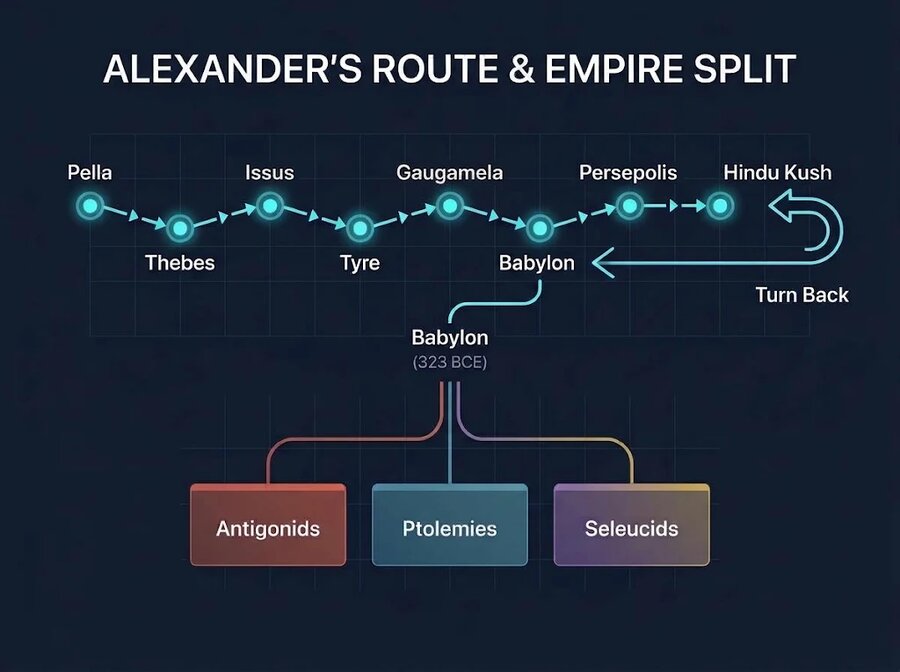 ALEXANDER'S ROUTE & EMPIRE SPLIT
Pella
Issus
Gaugamela
Persepolis
Hindu Kush
Thebes
Tyre
Babylon
Turn Back
Babylon
(323 BCE)
Antigonids
Ptolemies
Seleucids